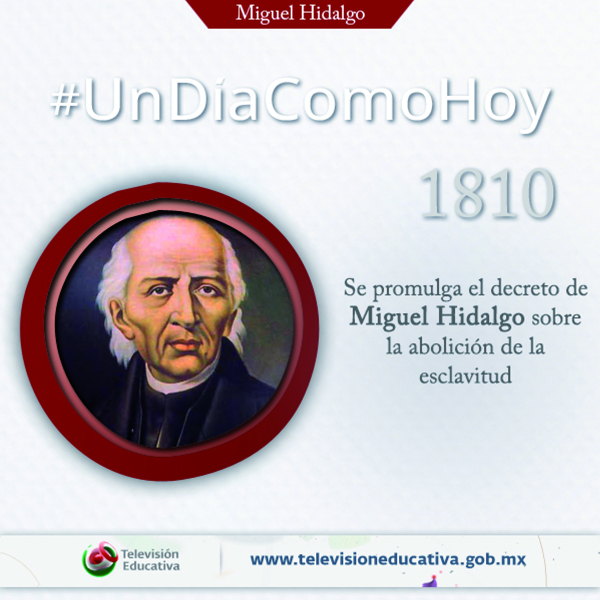 Miguel Hidalgo
#UnDiaComoHoy
1810
Se promulga el decreto de
Miguel Hidalgo sobre
la abolición de la
esclavitud
Televisión
Educativa
www.televisioneducativa.gob.mx